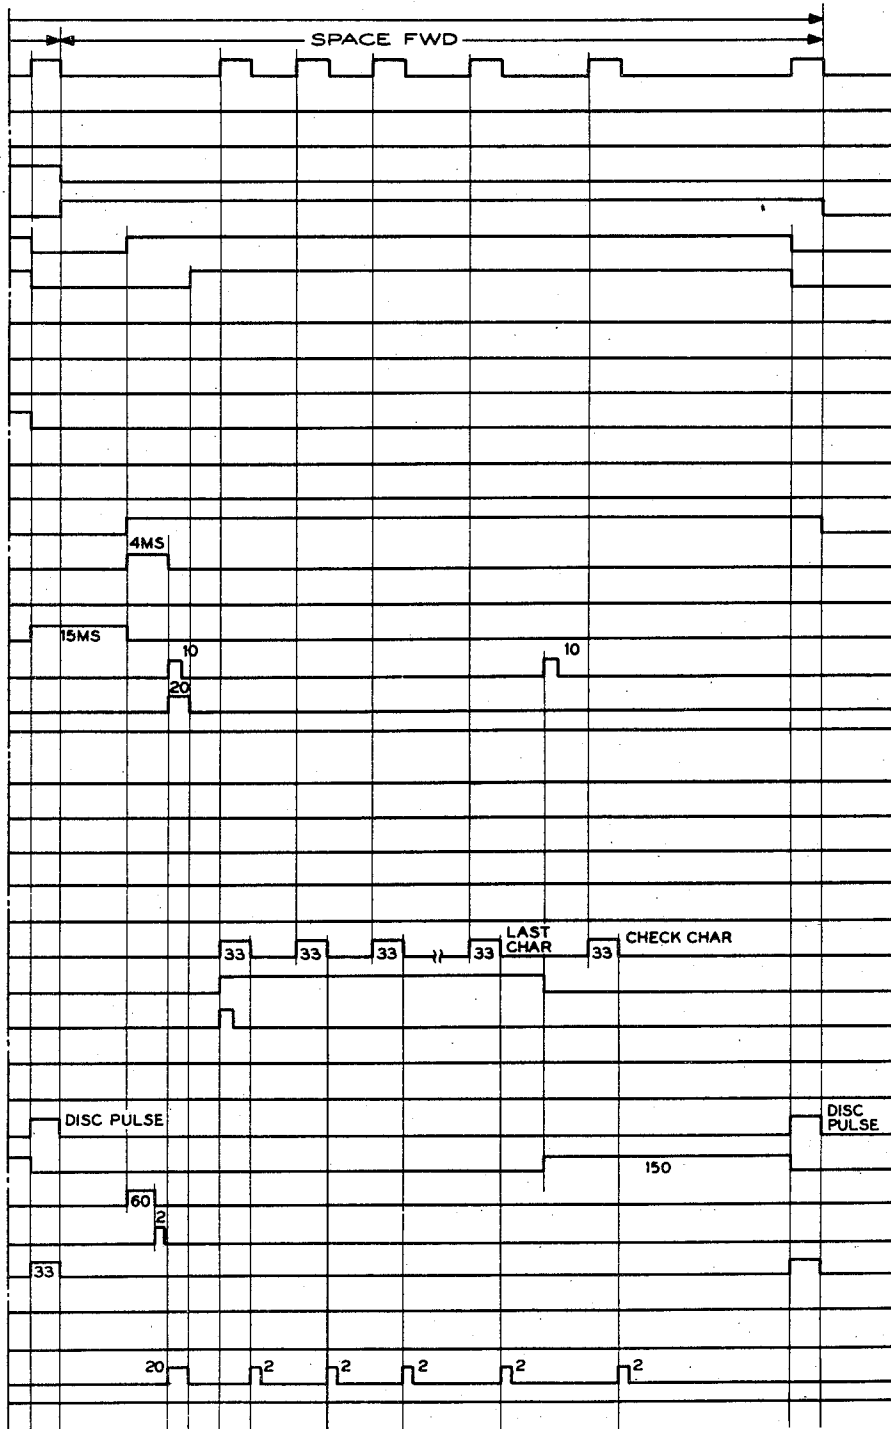 SPACE FWD
4MS
15MS
10
10
20
33
33
33
33
LAST
CHAR
33
CHECK CHAR
DISC PULSE
DISC
PULSE
150
60
2
33
20
2
2
2
2
2